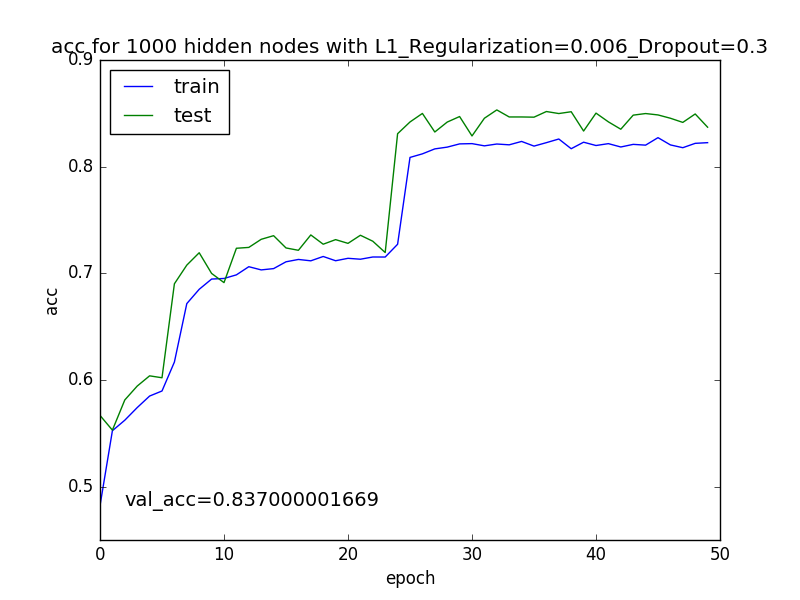 acc for 1000 hidden nodes with L1_Regularization=0.006_Dropout=0.3
0.9
train
test
0.8
0.7
acc
0.6
0.5
val_acc=0.837000001669
0 10 20 30 40 50
epoch